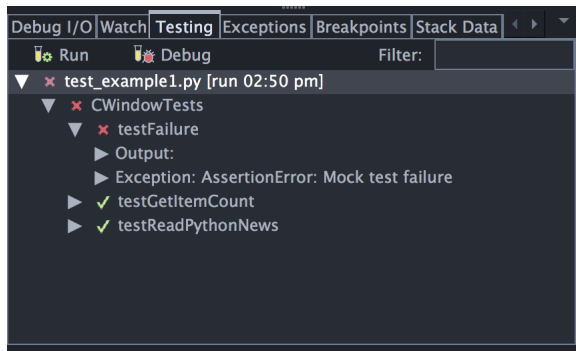 Debug I/O Watch Testing Exceptions Breakpoints Stack Data
Run Debug Filter:
test_example1.py [run 02:50 pm]
CWindowTests
testFailure
Output:
Exception: AssertionError: Mock test failure
testGetItemCount
testReadPythonNews